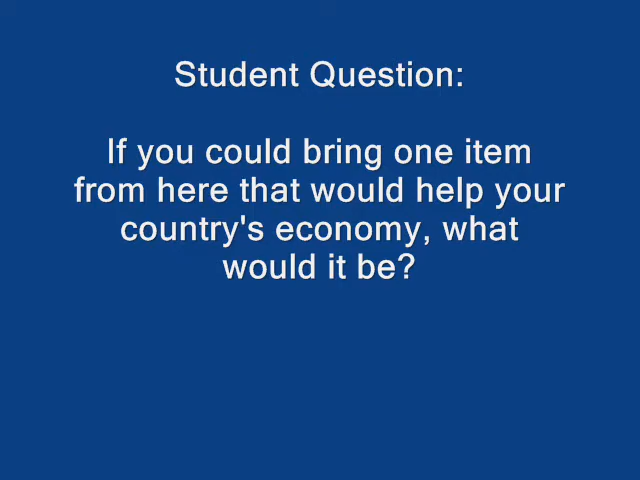 Student Question:
If you could bring one item
from here that would help your
country's economy, what
would it be?